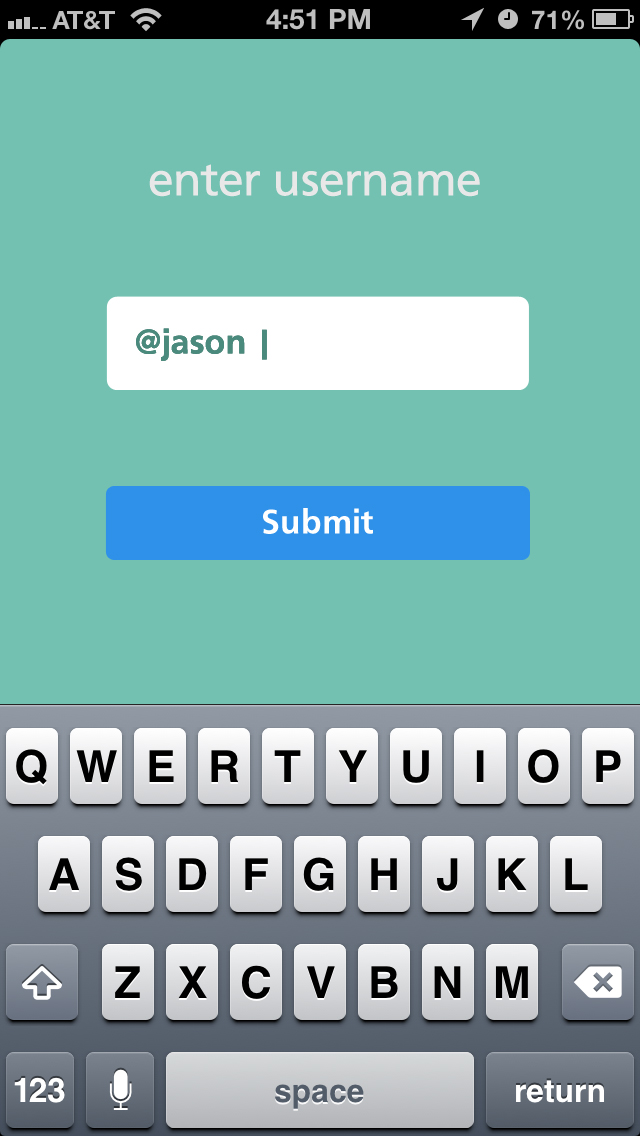 AT&T 4:51 PM 71%
enter username
@jason |
Submit
Q W E R T Y U I O P
A S D F G H J K L
Z X C V B N M
123 space return